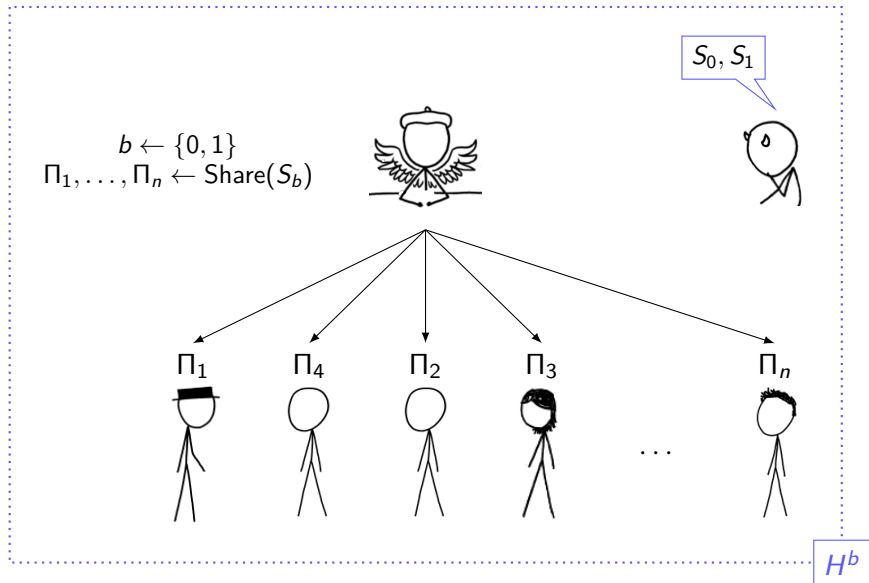 S₀, S₁
b ← {0, 1}
Π₁, . . . , Πₙ ← Share(S_b)
Π₁ Π₄ Π₂ Π₃ Πₙ
. . .
H^b